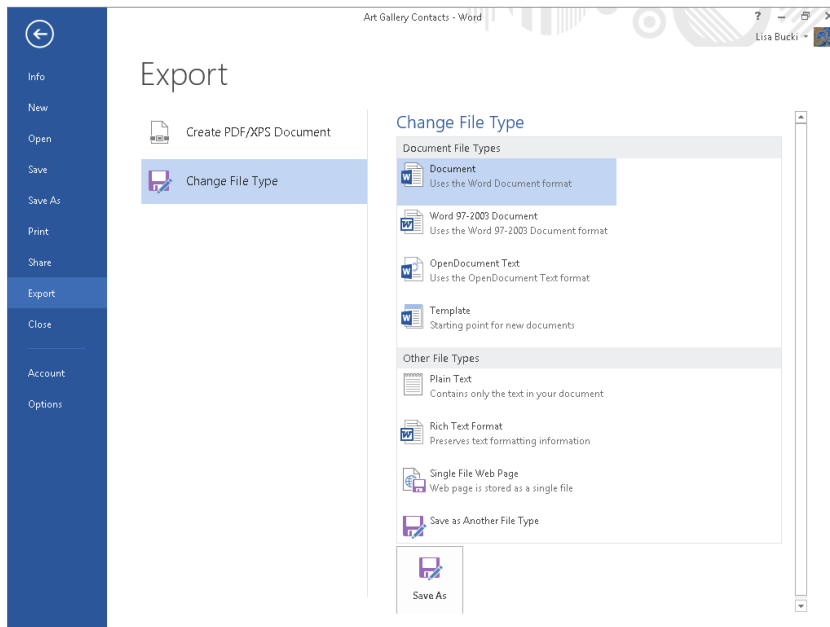 Art Gallery Contacts - Word
?
Lisa Bucki
Info
New
Open
Save
Save As
Print
Share
Export
Close
Account
Options
Export
Create PDF/XPS Document
Change File Type
Change File Type
Document File Types
Document
Uses the Word Document format
Word 97-2003 Document
Uses the Word 97-2003 Document format
OpenDocument Text
Uses the OpenDocument Text format
Template
Starting point for new documents
Other File Types
Plain Text
Contains only the text in your document
Rich Text Format
Preserves text formatting information
Single File Web Page
Web page is stored as a single file
Save as Another File Type
Save As